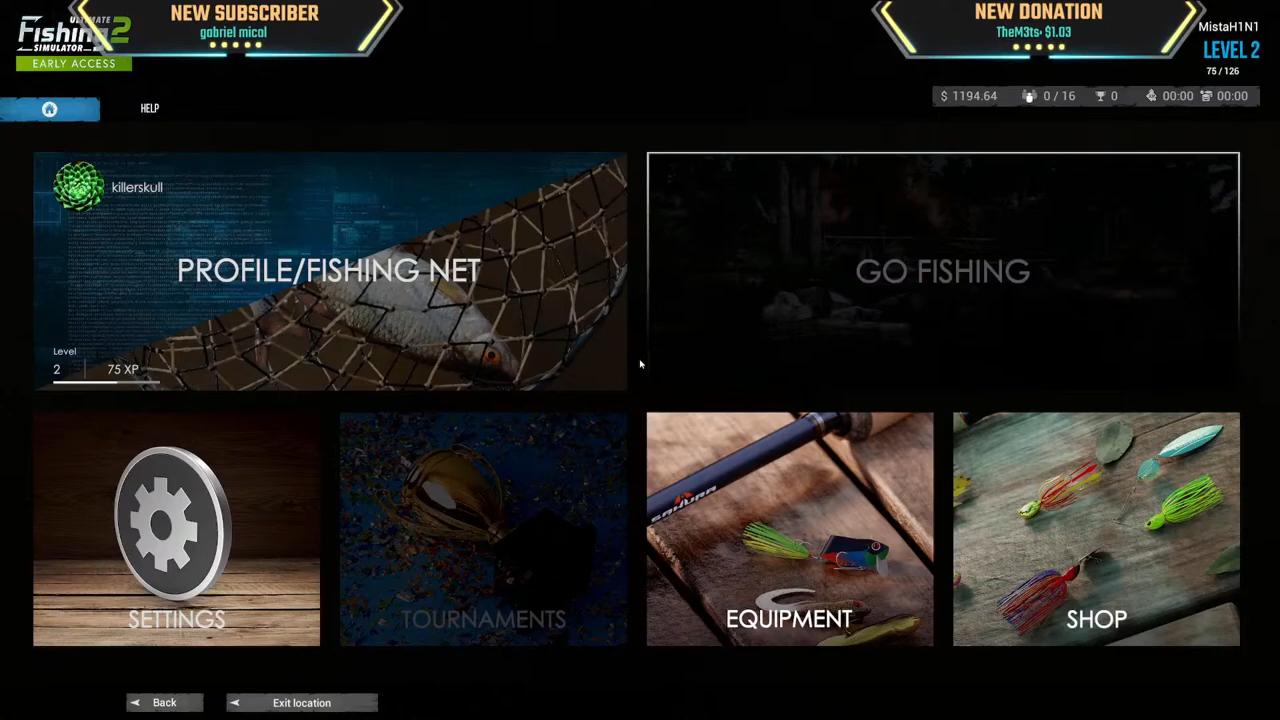 ULTIMATE
Fishing 2
SIMULATOR
EARLY ACCESS
NEW SUBSCRIBER
gabriel micol
NEW DONATION
TheM3ts• $1.03
MistaH1N1
LEVEL 2
75 / 126
HELP
$ 1194.64 0 / 16 0 00:00 00:00
killerskull
PROFILE/FISHING NET
Level
2 75 XP
GO FISHING
SETTINGS
TOURNAMENTS
SAKURA
EQUIPMENT
SHOP
Back
Exit location